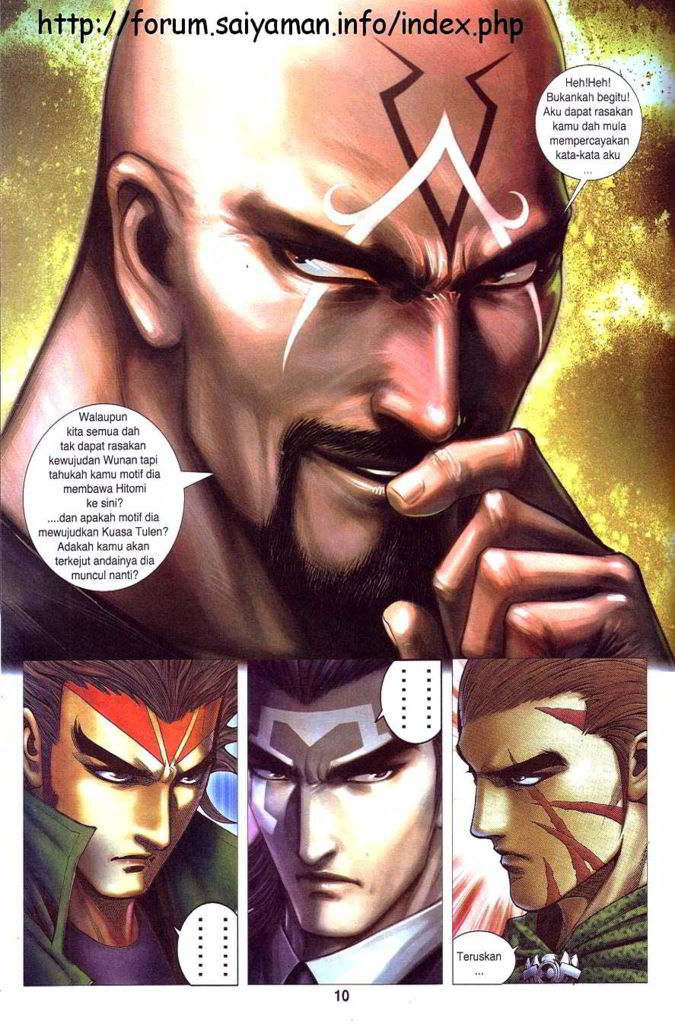 http://forum.saiyaman.info/index.php
Heh!Heh!
Bukankah begitu!
Aku dapat rasakan
kamu dah mula
mempercayakan
kata-kata aku
...
Walaupun
kita semua dah
tak dapat rasakan
kewujudan Wunan tapi
tahukah kamu motif dia
membawa Hitomi
ke sini?
....dan apakah motif dia
mewujudkan Kuasa Tulen?
Adakah kamu akan
terkejut andainya dia
muncul nanti?
Teruskan
...
10